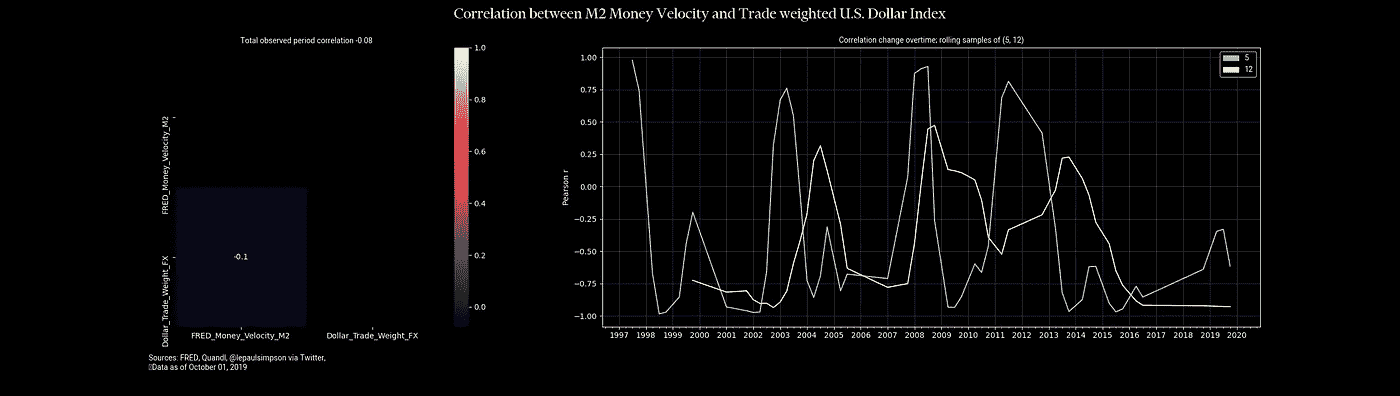 Correlation between M2 Money Velocity and Trade weighted U.S. Dollar Index
Total observed period correlation -0.08
FRED_Money_Velocity_M2
Dollar_Trade_Weight_FX
-0.1
FRED_Money_Velocity_M2
Dollar_Trade_Weight_FX
1.0
0.8
0.6
0.4
0.2
0.0
Correlation change overtime; rolling samples of (5, 12)
Pearson r
1.00
0.75
0.50
0.25
0.00
−0.25
−0.50
−0.75
−1.00
5
12
1997 1998 1999 2000 2001 2002 2003 2004 2005 2006 2007 2008 2009 2010 2011 2012 2013 2014 2015 2016 2017 2018 2019 2020
Sources: FRED, Quandl, @lepaulsimpson via Twitter,
Data as of October 01, 2019